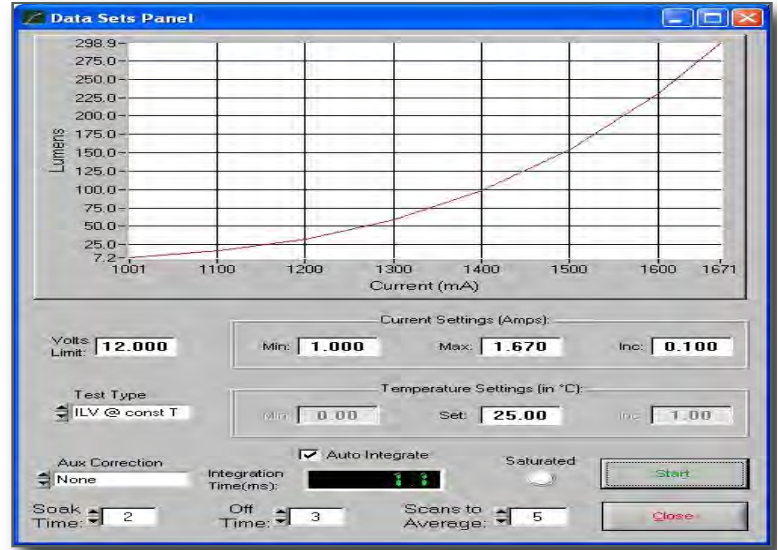 Data Sets Panel
298.9
275.0
250.0
225.0
200.0
175.0
150.0
125.0
100.0
75.0
50.0
25.0
7.2
Lumens
1001 1100 1200 1300 1400 1500 1600 1671
Current (mA)
Current Settings (Amps):
Volts Limit: 12.000 Min: 1.000 Max: 1.670 Inc: 0.100
Temperature Settings (in °C):
Test Type
ILV @ const T Min: 0.00 Set: 25.00 Inc: 1.00
Auto Integrate
Aux Correction
None
Integration Time(ms): 11
Saturated
Start
Soak Time: 2 Off Time: 3 Scans to Average: 5 Close